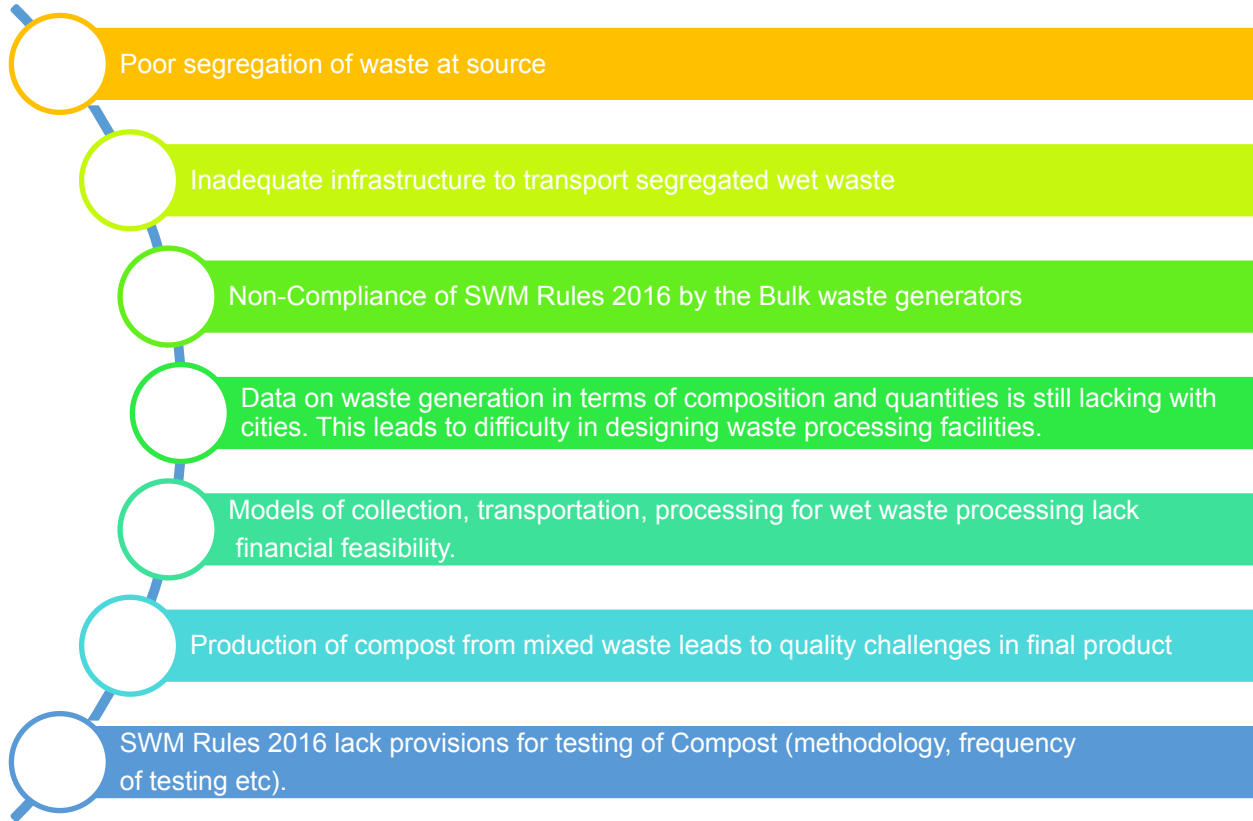 Poor segregation of waste at source
Inadequate infrastructure to transport segregated wet waste
Non-Compliance of SWM Rules 2016 by the Bulk waste generators
Data on waste generation in terms of composition and quantities is still lacking with
cities. This leads to difficulty in designing waste processing facilities.
Models of collection, transportation, processing for wet waste processing lack
financial feasibility.
Production of compost from mixed waste leads to quality challenges in final product
SWM Rules 2016 lack provisions for testing of Compost (methodology, frequency
of testing etc).